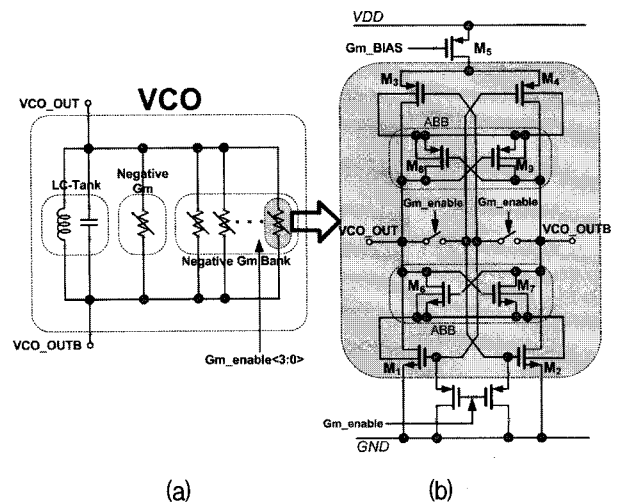 VCO
VCO_OUT
LC-Tank
Negative
Gm
Negative Gm Bank
VCO_OUTB
Gm_enable<3:0>
(a)
VDD
Gm_BIAS
M5
M3
M4
ABB
M8
M9
Gm_enable
Gm_enable
VCO_OUT
VCO_OUTB
M6
M7
ABB
M1
M2
Gm_enable
GND
(b)